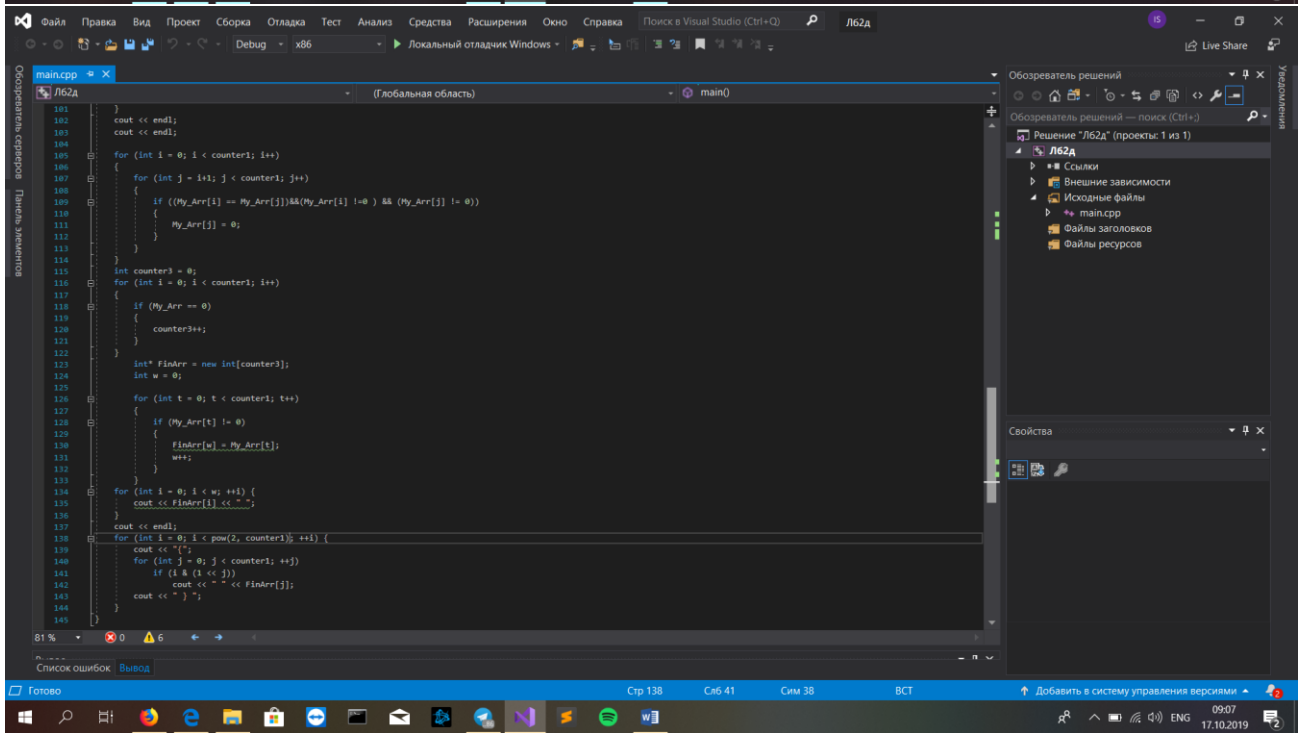 Файл Правка Вид Проект Сборка Отладка Тест Анализ Средства Расширения Окно Справка Поиск в Visual Studio (Ctrl+Q) Л62д IS
Debug x86 Локальный отладчик Windows Live Share
Обозреватель серверов
Панель элементов
main.cpp
Л62д (Глобальная область) main()
101 }
102 cout << endl;
103 cout << endl;
104
105 for (int i = 0; i < counter1; i++)
106 {
107 for (int j = i+1; j < counter1; j++)
108 {
109 if ((My_Arr[i] == My_Arr[j])&&(My_Arr[i] !=0 ) && (My_Arr[j] != 0))
110 {
111 My_Arr[j] = 0;
112 }
113 }
114 }
115 int counter3 = 0;
116 for (int i = 0; i < counter1; i++)
117 {
118 if (My_Arr == 0)
119 {
120 counter3++;
121 }
122 }
123 int* FinArr = new int[counter3];
124 int w = 0;
125
126 for (int t = 0; t < counter1; t++)
127 {
128 if (My_Arr[t] != 0)
129 {
130 FinArr[w] = My_Arr[t];
131 w++;
132 }
133 }
134 for (int i = 0; i < w; ++i) {
135 cout << FinArr[i] << " ";
136 }
137 cout << endl;
138 for (int i = 0; i < pow(2, counter1); ++i) {
139 cout << "{";
140 for (int j = 0; j < counter1; ++j)
141 if (i & (1 << j))
142 cout << " " << FinArr[j];
143 cout << " } ";
144 }
145 }
81 % 0 6
Список ошибок Вывод
Обозреватель решений
Обозреватель решений — поиск (Ctrl+;)
Решение "Л62д" (проекты: 1 из 1)
Л62д
Ссылки
Внешние зависимости
Исходные файлы
main.cpp
Файлы заголовков
Файлы ресурсов
Свойства
Уведомления
Готово Стр 138 Слб 41 Сим 38 ВСТ Добавить в систему управления версиями 2
ENG 09:07
17.10.2019 2